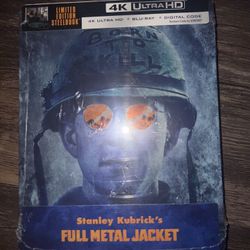 LIMITED
EDITION
STEELBOOK
4K ULTRA HD
4K ULTRA HD + BLU-RAY + DIGITAL CODE
BORN
TO
KILL
Stanley Kubrick's
FULL METAL JACKET